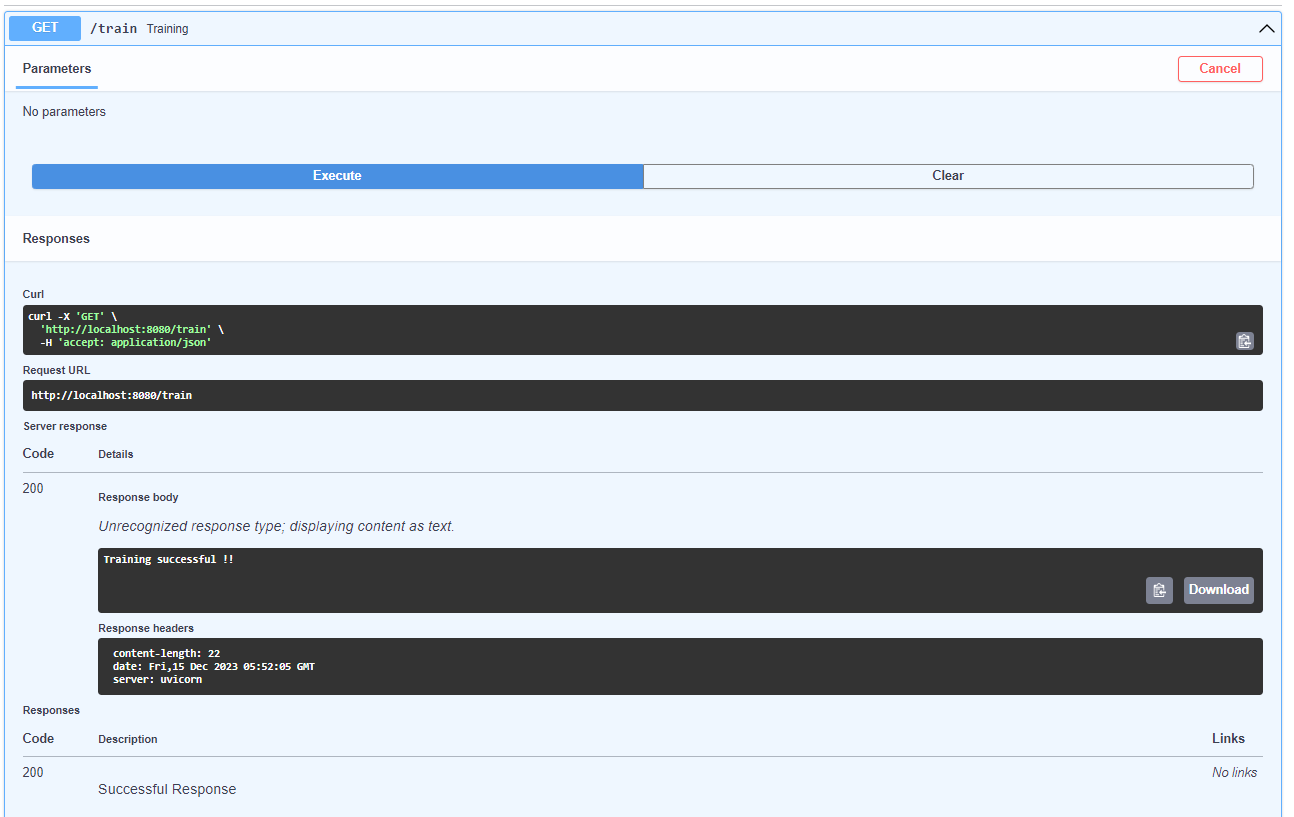 GET /train Training
Parameters Cancel
No parameters
Execute Clear
Responses
Curl
curl -X 'GET' \
'http://localhost:8080/train' \
-H 'accept: application/json'
Request URL
http://localhost:8080/train
Server response
Code Details
200
Response body
Unrecognized response type; displaying content as text.
Training successful !!
Download
Response headers
content-length: 22
date: Fri,15 Dec 2023 05:52:05 GMT
server: uvicorn
Responses
Code Description Links
200 No links
Successful Response